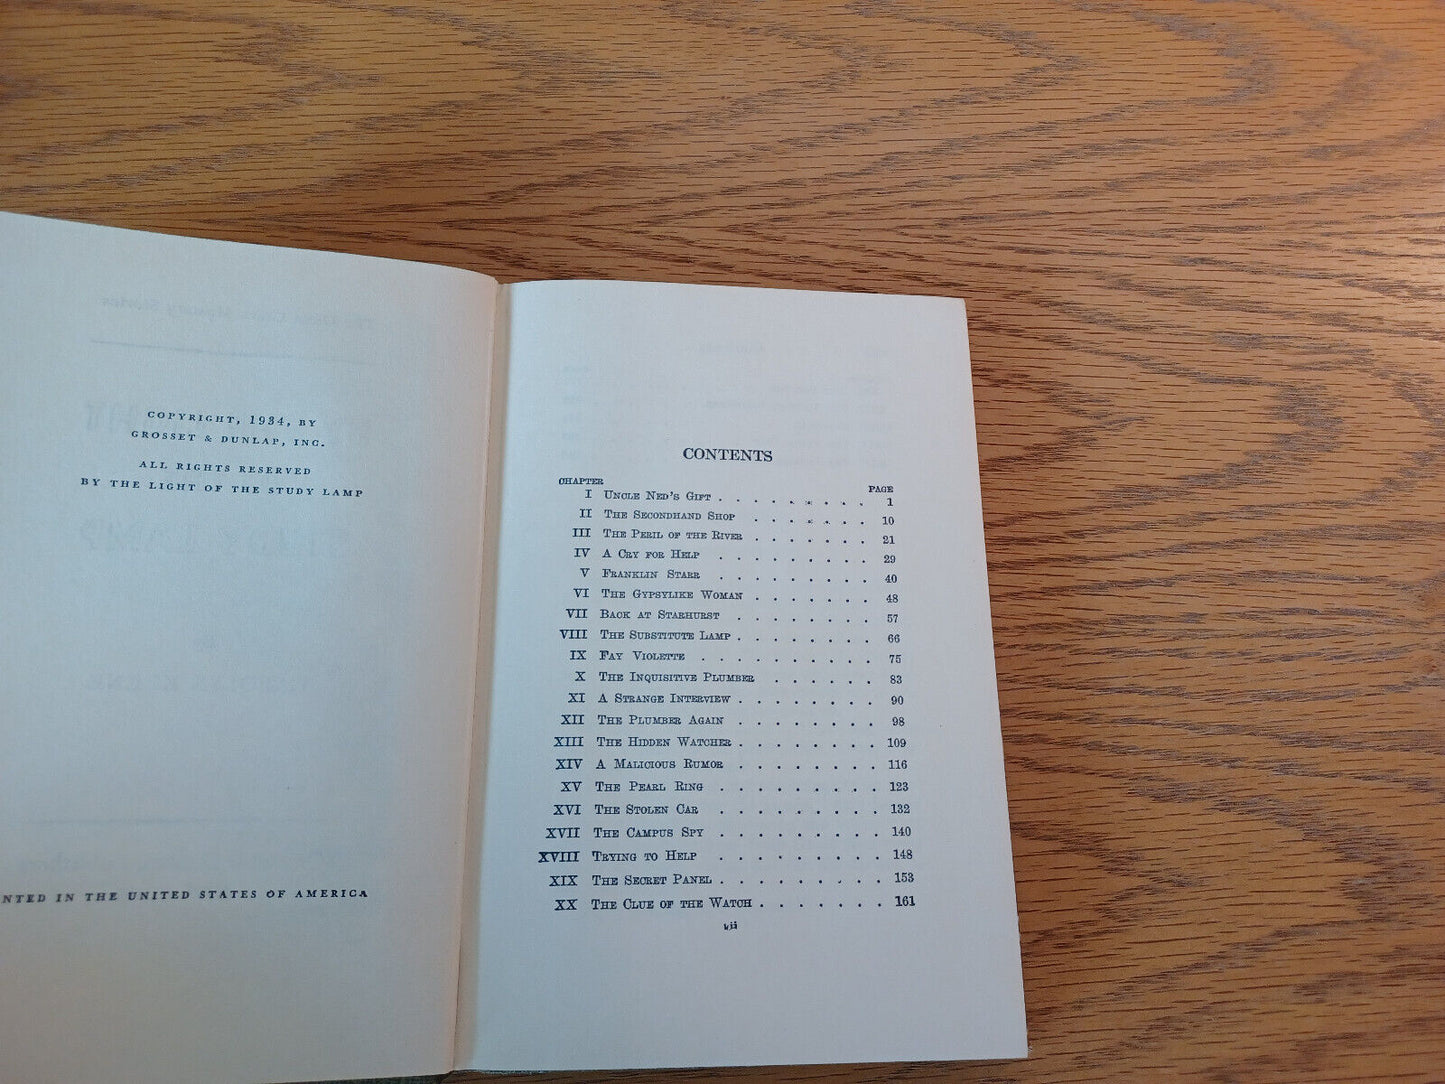 COPYRIGHT, 1934, BY
GROSSET & DUNLAP, INC.
ALL RIGHTS RESERVED
BY THE LIGHT OF THE STUDY LAMP
NTED IN THE UNITED STATES OF AMERICA
CONTENTS
CHAPTER PAGE
I UNCLE NED'S GIFT . . . . . . . . 1
II THE SECONDHAND SHOP . . . . . . . 10
III THE PERIL OF THE RIVER . . . . . . . 21
IV A CRY FOR HELP . . . . . . . . . 29
V FRANKLIN STARR . . . . . . . . . 40
VI THE GYPSYLIKE WOMAN . . . . . . . 48
VII BACK AT STARHURST . . . . . . . . 57
VIII THE SUBSTITUTE LAMP . . . . . . . . 66
IX FAY VIOLETTE . . . . . . . . . . 75
X THE INQUISITIVE PLUMBER . . . . . . 83
XI A STRANGE INTERVIEW . . . . . . . . 90
XII THE PLUMBER AGAIN . . . . . . . . 98
XIII THE HIDDEN WATCHER . . . . . . . . 109
XIV A MALICIOUS RUMOR . . . . . . . . 116
XV THE PEARL RING . . . . . . . . . 123
XVI THE STOLEN CAR . . . . . . . . . 132
XVII THE CAMPUS SPY . . . . . . . . . 140
XVIII TRYING TO HELP . . . . . . . . . 148
XIX THE SECRET PANEL . . . . . . . . . 153
XX THE CLUE OF THE WATCH . . . . . . . 161
vii